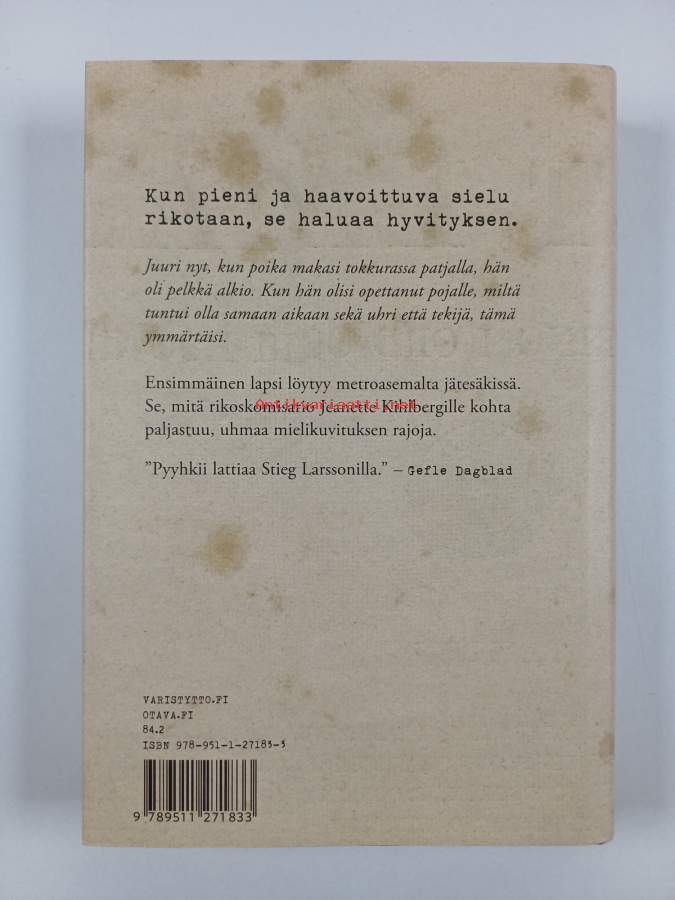 Kun pieni ja haavoittuva sielu
rikotaan, se haluaa hyvityksen.
Juuri nyt, kun poika makasi tokkurassa patjalla, hän
oli pelkkä alkio. Kun hän olisi opettanut pojalle, miltä
tuntui olla samaan aikaan sekä uhri että tekijä, tämä
ymmärtäisi.
Ensimmäinen lapsi löytyy metroasemalta jätesäkissä.
Antikvariaatti.net
Se, mitä rikoskomisario Jeanette Kihlbergille kohta
paljastuu, uhmaa mielikuvituksen rajoja.
”Pyyhkii lattiaa Stieg Larssonilla.” – Gefle Dagblad
VARISTYTTO.FI
OTAVA.FI
84.2
ISBN 978-951-1-27183-3
9 789511 271833